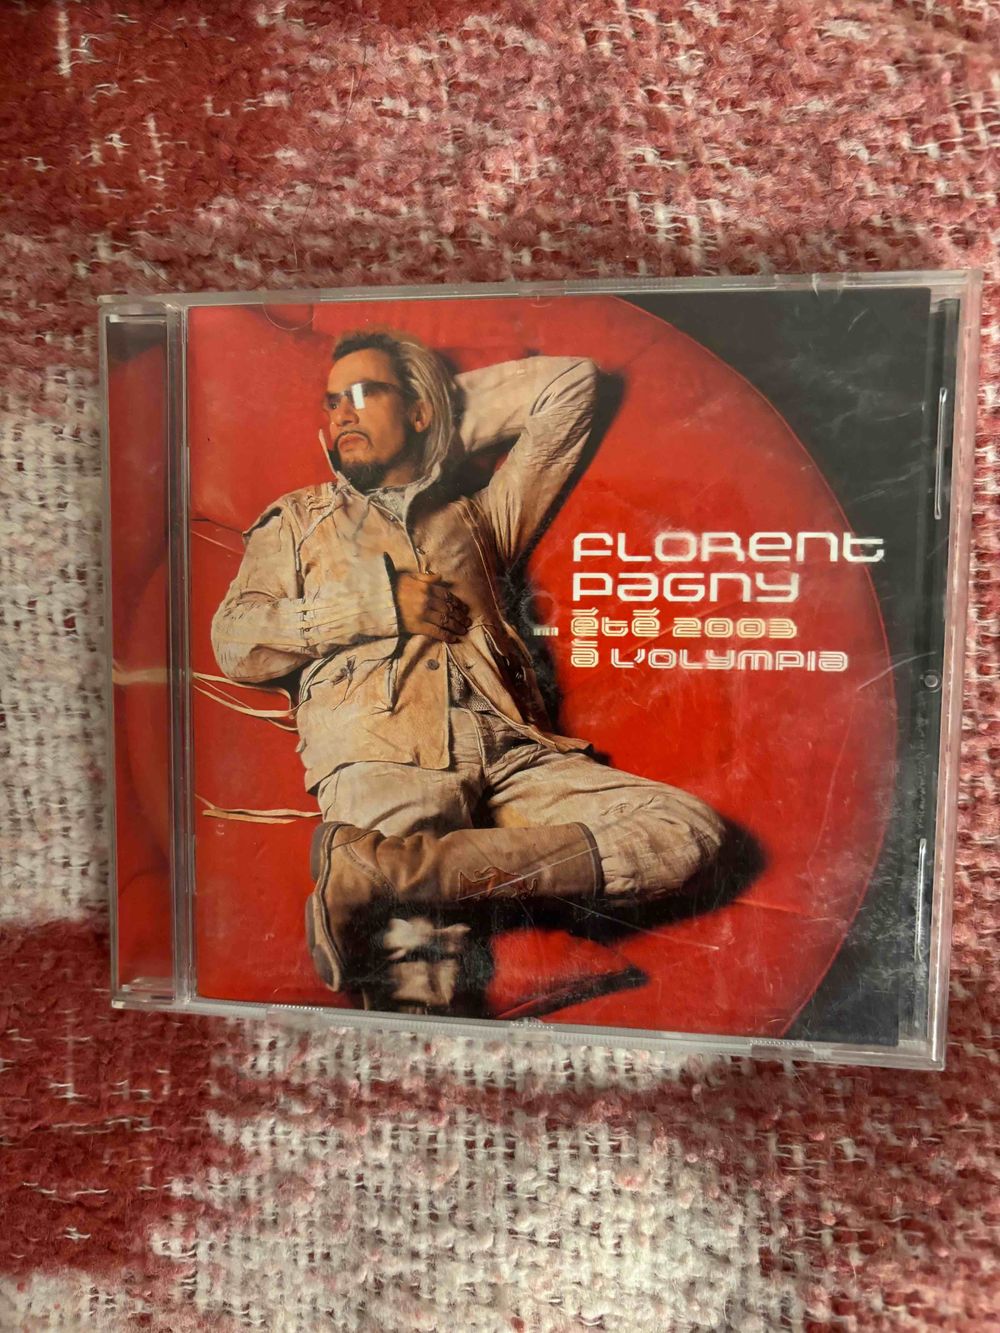 FLORENT
PAGNY
... été 2003
à L'OLYMPIA